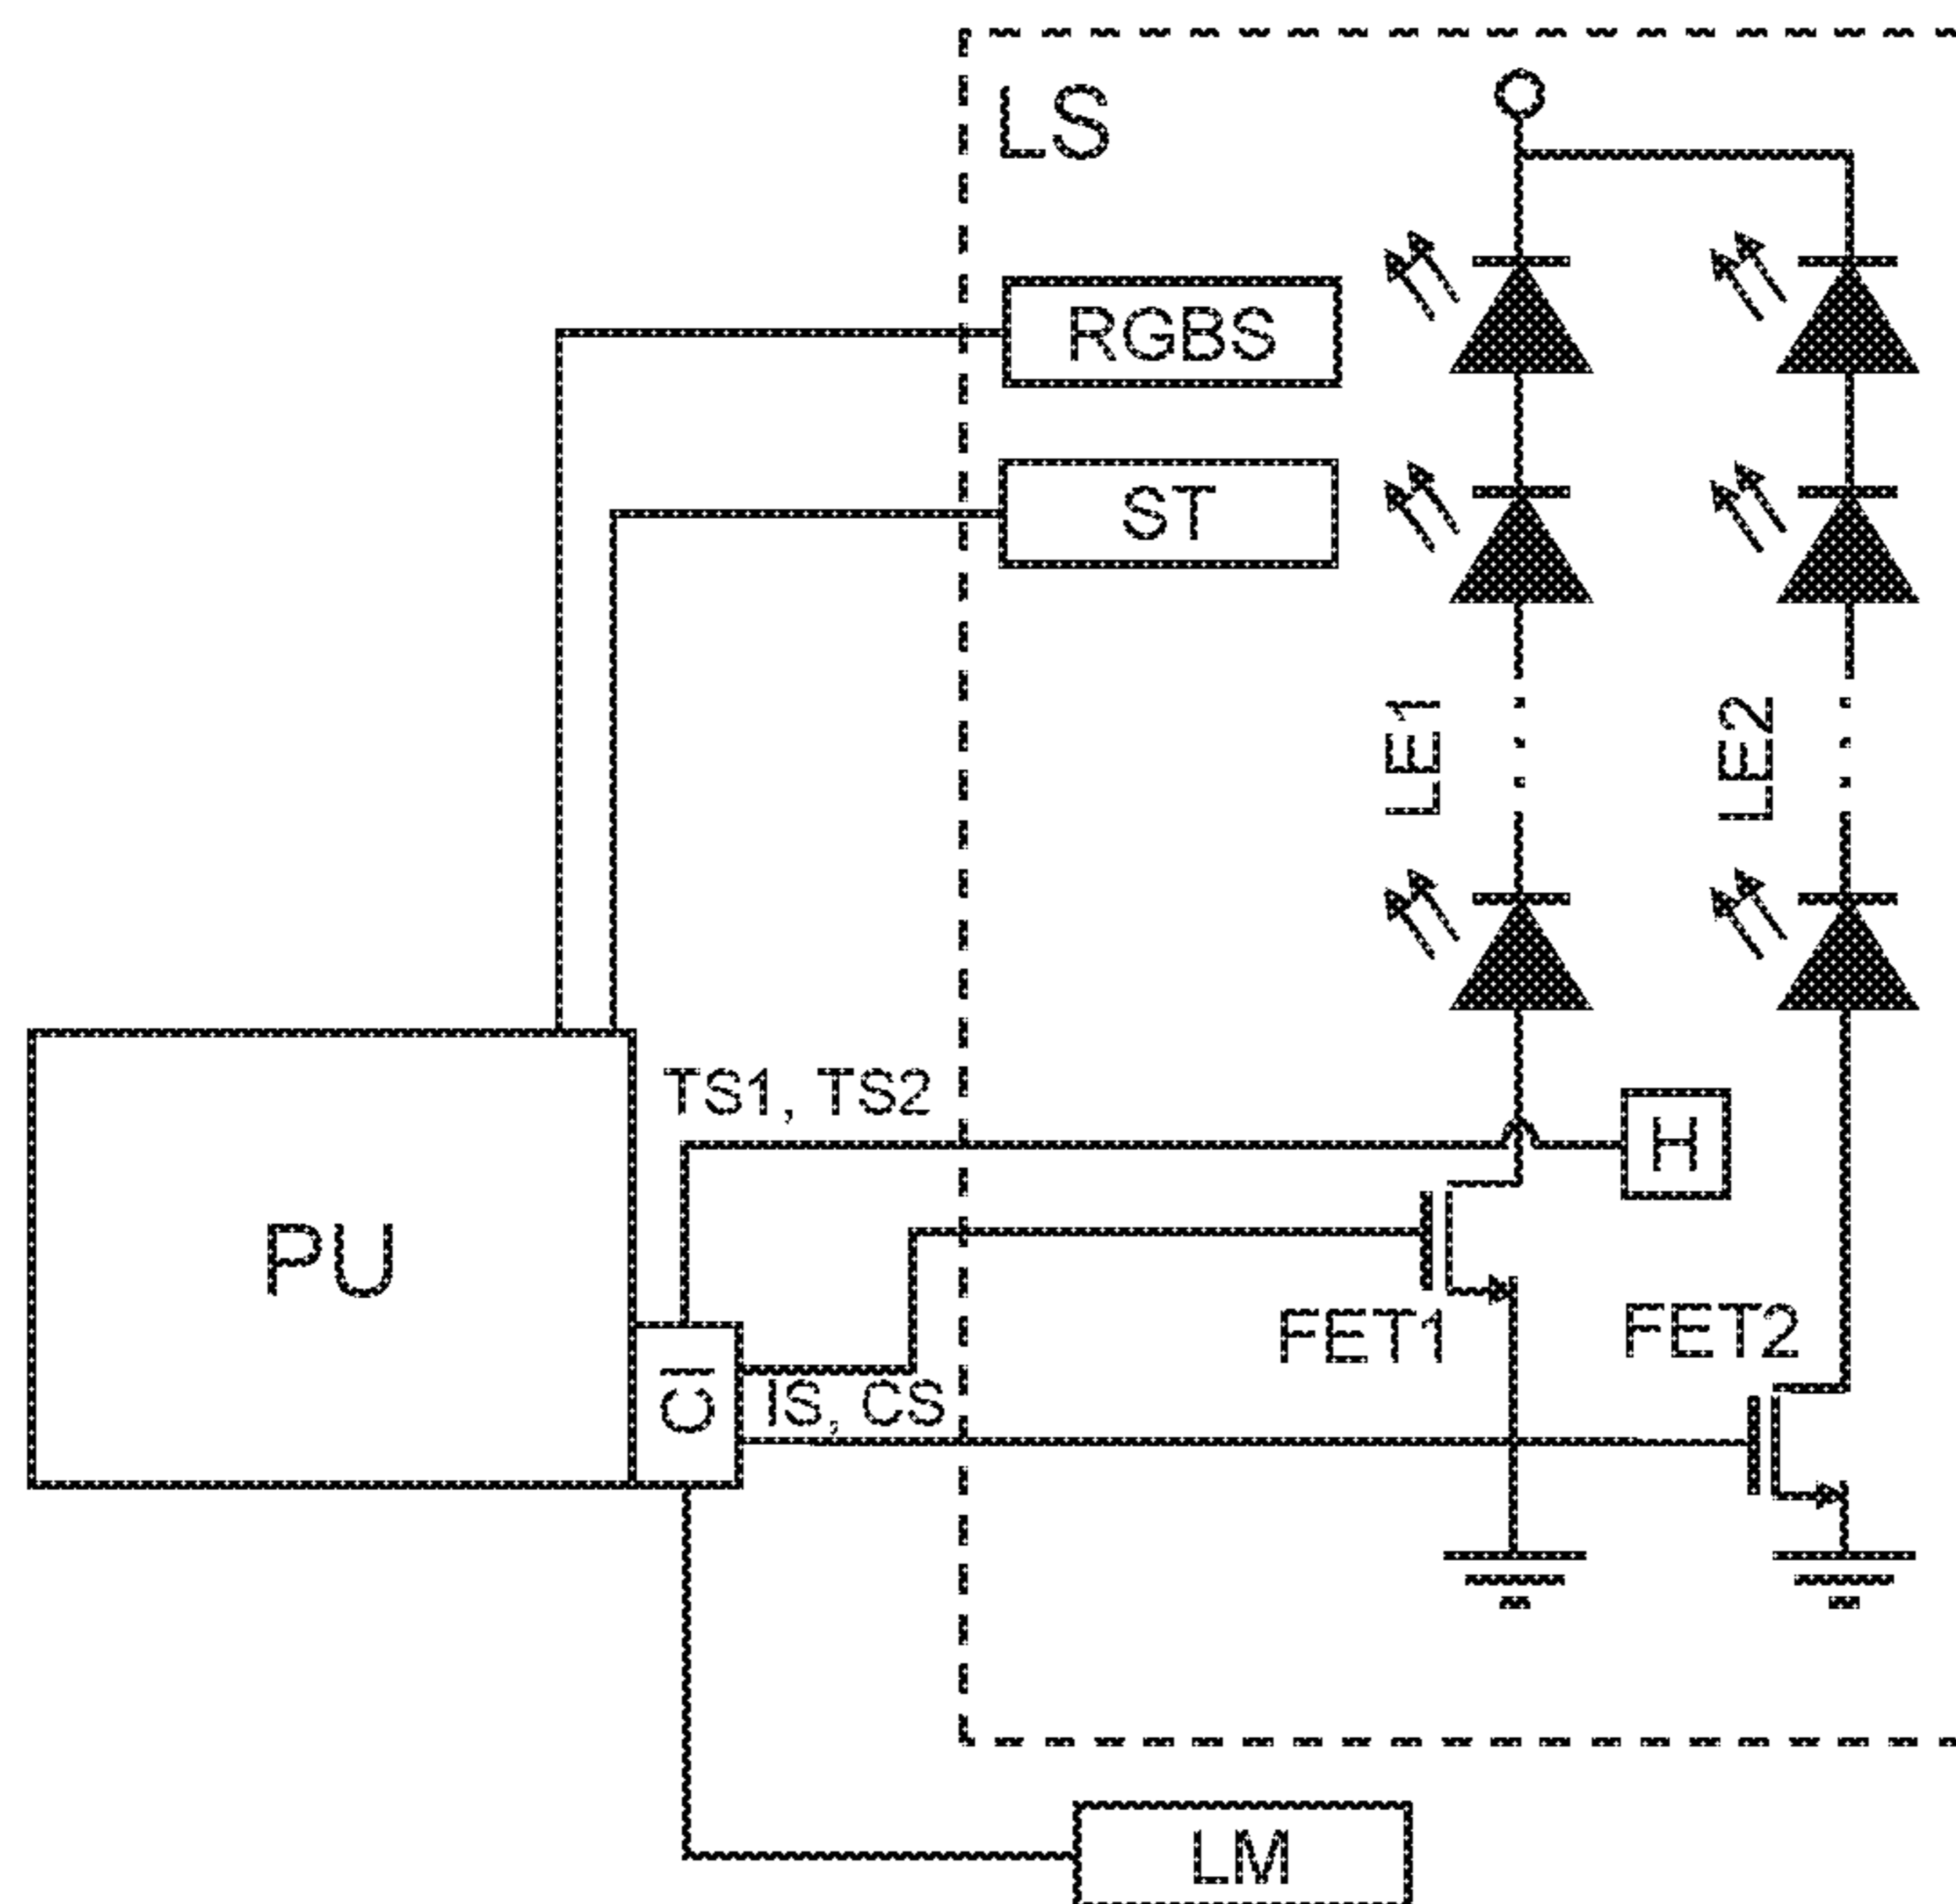 LS
RGBS
ST
LE1
LE2
TS1, TS2
H
PU
FET1
FET2
CI
IS, CS
LM